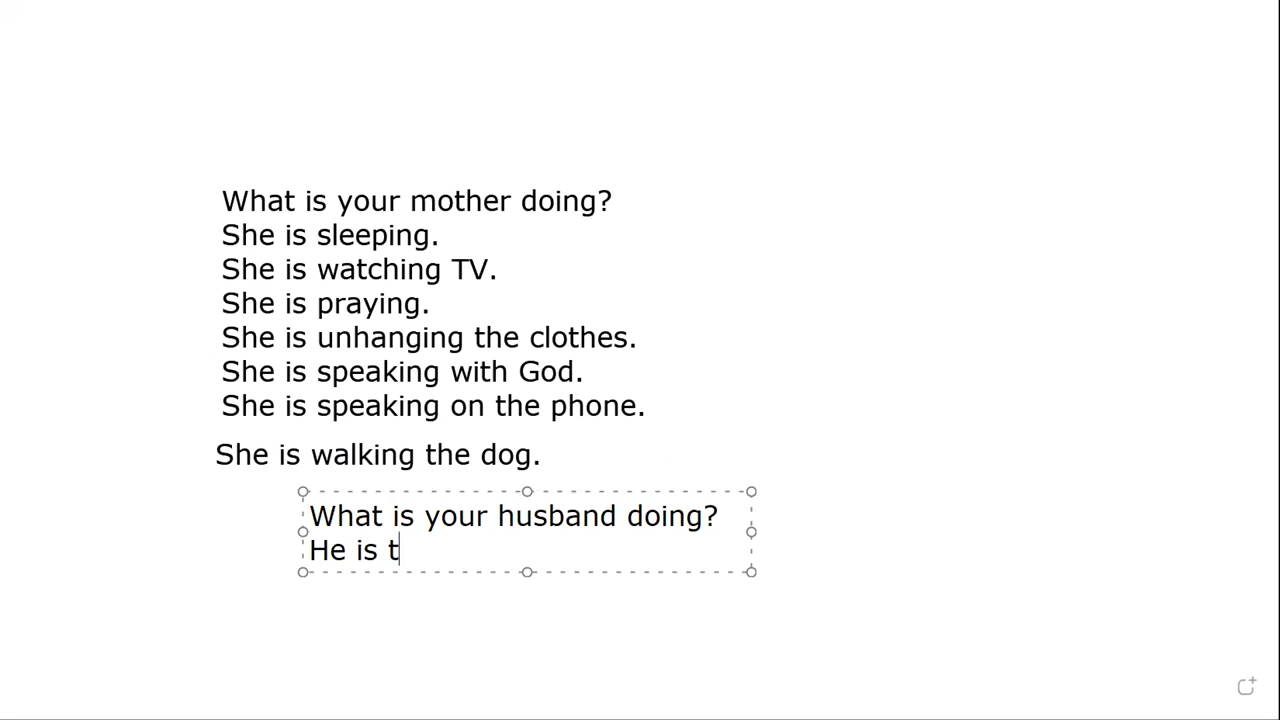 What is your mother doing?
She is sleeping.
She is watching TV.
She is praying.
She is unhanging the clothes.
She is speaking with God.
She is speaking on the phone.
She is walking the dog.
What is your husband doing?
He is t